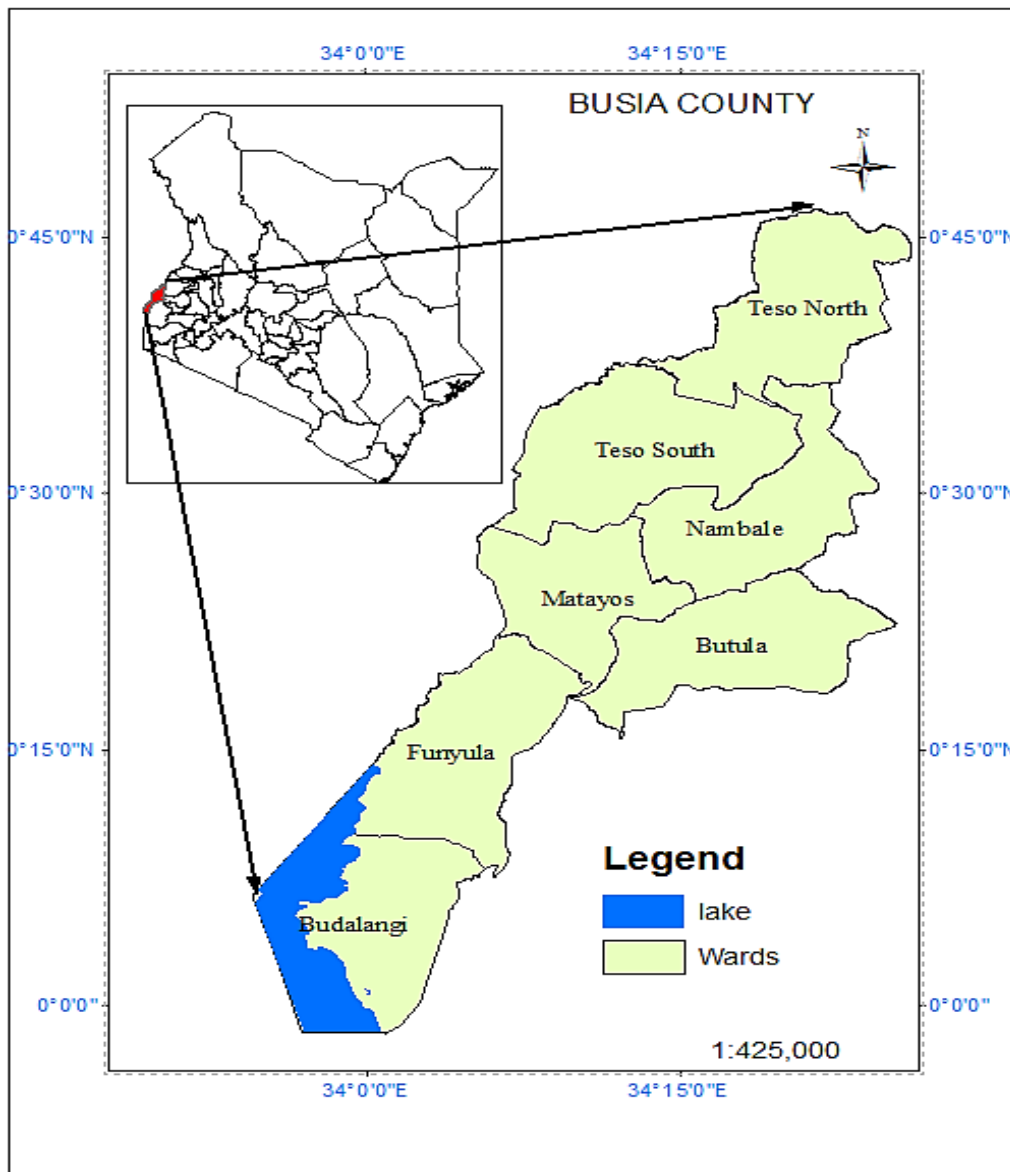 34°0'0"E 34°15'0"E
BUSIA COUNTY
N
0°45'0"N 0°45'0"N
Teso North
Teso South
0°30'0"N 0°30'0"N
Nambale
Matayos
Butula
0°15'0"N 0°15'0"N
Funyula
Legend
lake
Budalangi
Wards
0°0'0" 0°0'0"
1:425,000
34°0'0"E 34°15'0"E